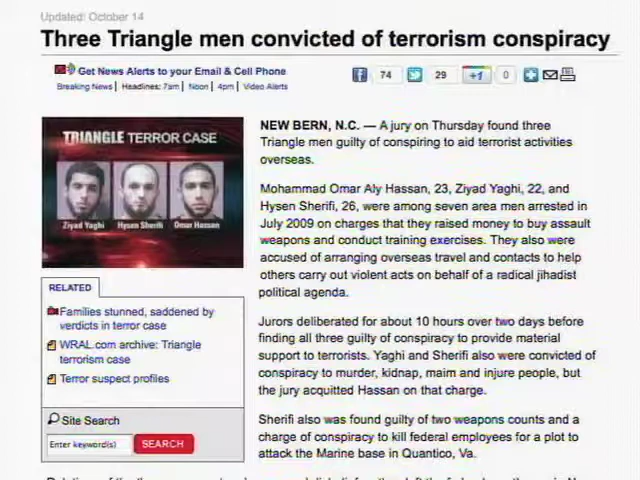 Updated: October 14
Three Triangle men convicted of terrorism conspiracy
Get News Alerts to your Email & Cell Phone
Breaking News | Headlines: 7am | Noon | 4pm | Video Alerts
74
29
+1
0
TRIANGLE TERROR CASE
Ziyad Yaghi
Hysen Sherifi
Omar Hassan
NEW BERN, N.C. — A jury on Thursday found three
Triangle men guilty of conspiring to aid terrorist activities
overseas.
Mohammad Omar Aly Hassan, 23, Ziyad Yaghi, 22, and
Hysen Sherifi, 26, were among seven area men arrested in
July 2009 on charges that they raised money to buy assault
weapons and conduct training exercises. They also were
accused of arranging overseas travel and contacts to help
others carry out violent acts on behalf of a radical jihadist
political agenda.
Jurors deliberated for about 10 hours over two days before
finding all three guilty of conspiracy to provide material
support to terrorists. Yaghi and Sherifi also were convicted of
conspiracy to murder, kidnap, maim and injure people, but
the jury acquitted Hassan on that charge.
Sherifi also was found guilty of two weapons counts and a
charge of conspiracy to kill federal employees for a plot to
attack the Marine base in Quantico, Va.
RELATED
Families stunned, saddened by
verdicts in terror case
WRAL.com archive: Triangle
terrorism case
Terror suspect profiles
Site Search
Enter keyword(s)
SEARCH